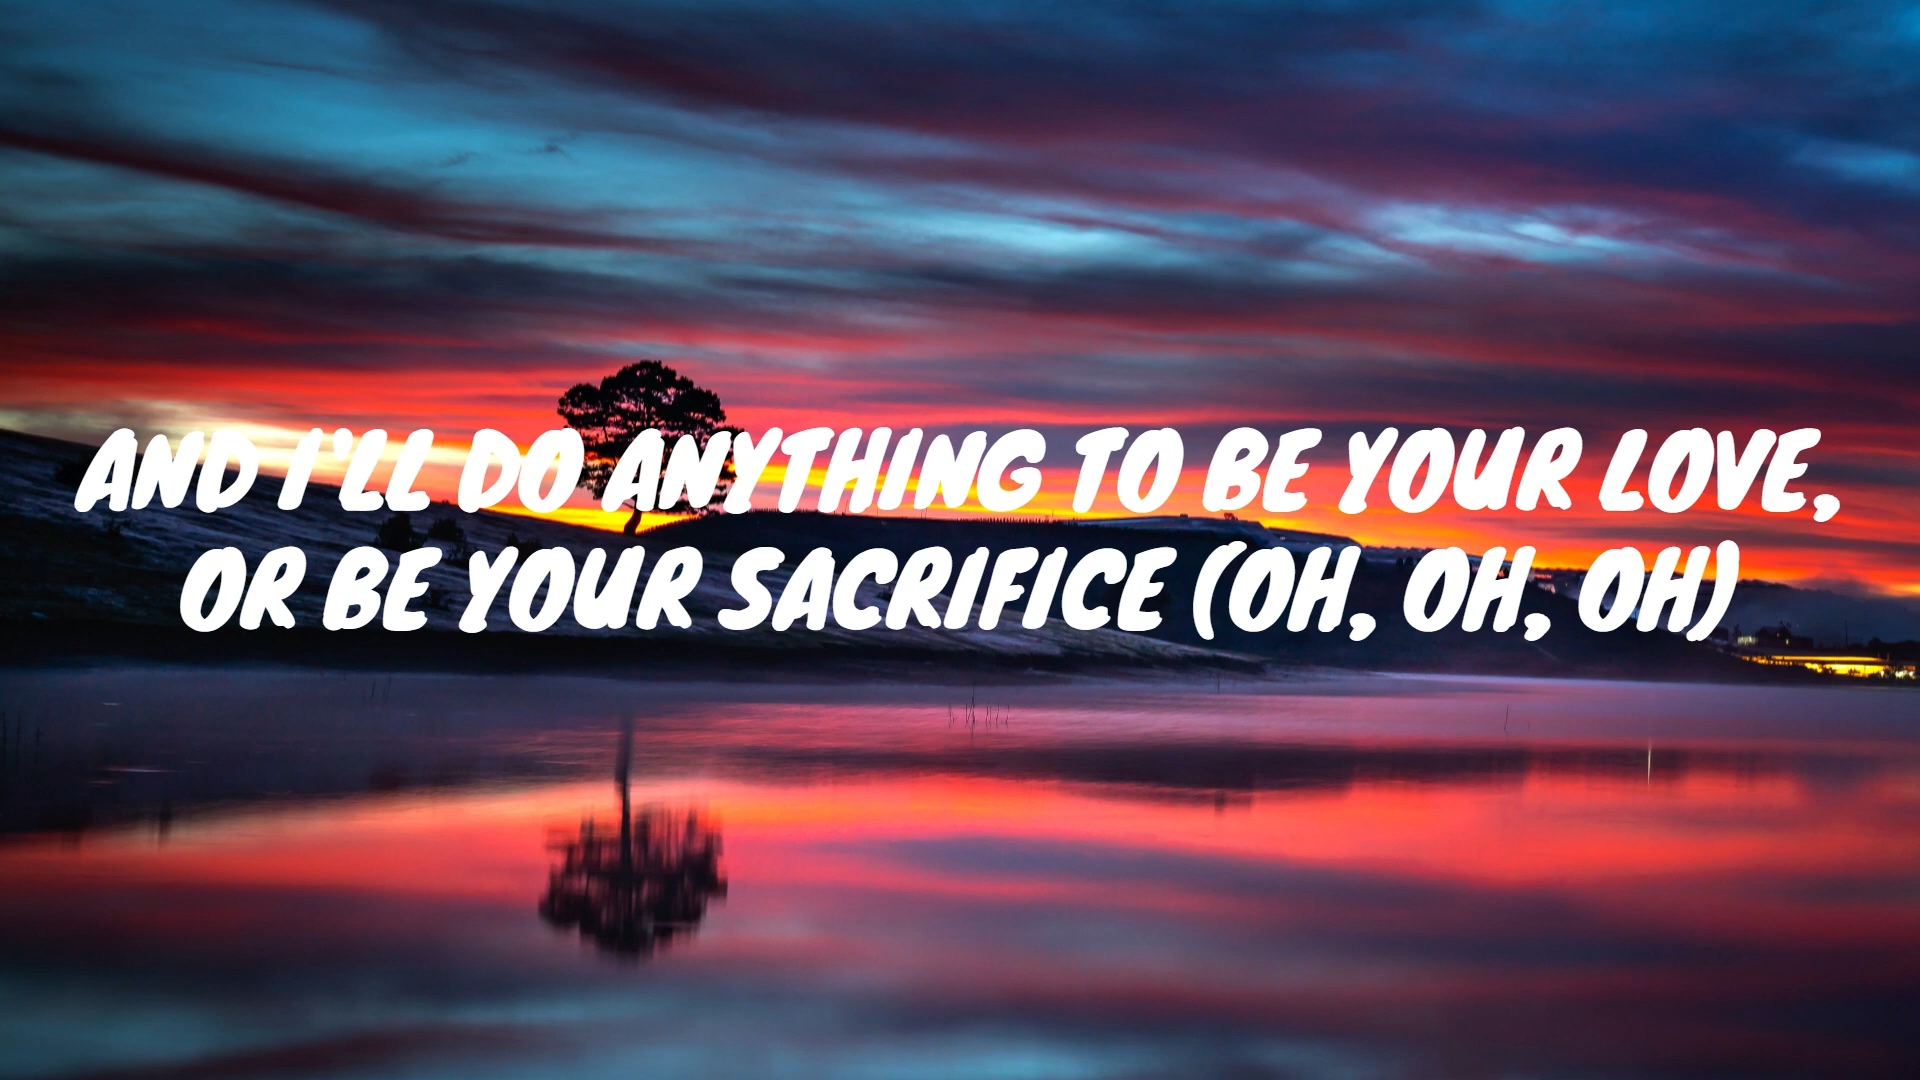 AND I'LL DO ANYTHING TO BE YOUR LOVE,
OR BE YOUR SACRIFICE (OH, OH, OH)